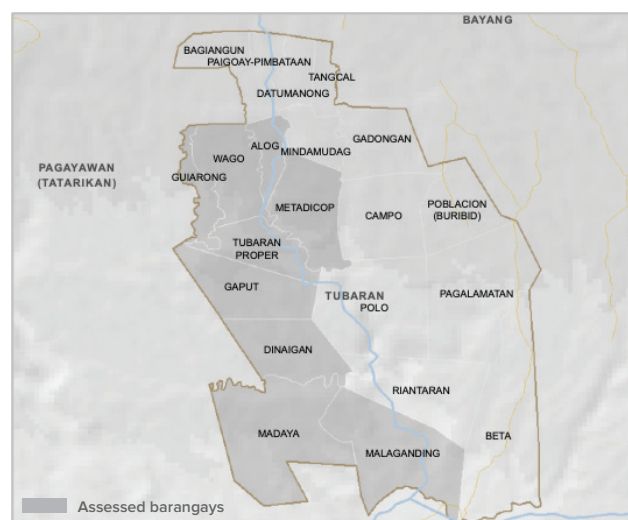 BAYANG
BAGIANGUN
PAIGOAY-PIMBATAAN
TANGCAL
DATUMANONG
GADONGAN
ALOG
MINDAMUDAG
WAGO
PAGAYAWAN
(TATARIKAN)
GUIARONG
METADICOP
CAMPO
POBLACION
(BURIBID)
TUBARAN
PROPER
GAPUT
TUBARAN
POLO
PAGALAMATAN
DINAIGAN
RIANTARAN
MADAYA
BETA
MALAGANDING
Assessed barangays